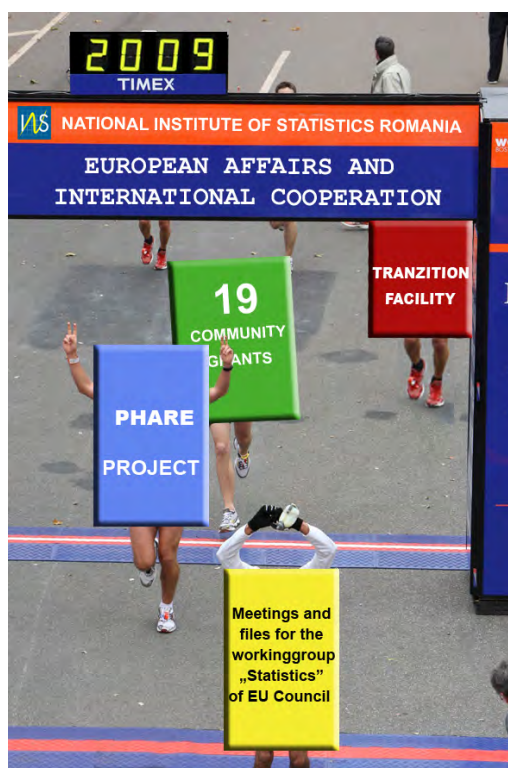 2009
TIMEX
INS NATIONAL INSTITUTE OF STATISTICS ROMANIA
EUROPEAN AFFAIRS AND
INTERNATIONAL COOPERATION
TRANZITION
FACILITY
19
COMMUNITY
GRANTS
PHARE
PROJECT
Meetings and
files for the
workinggroup
„Statistics”
of EU Council